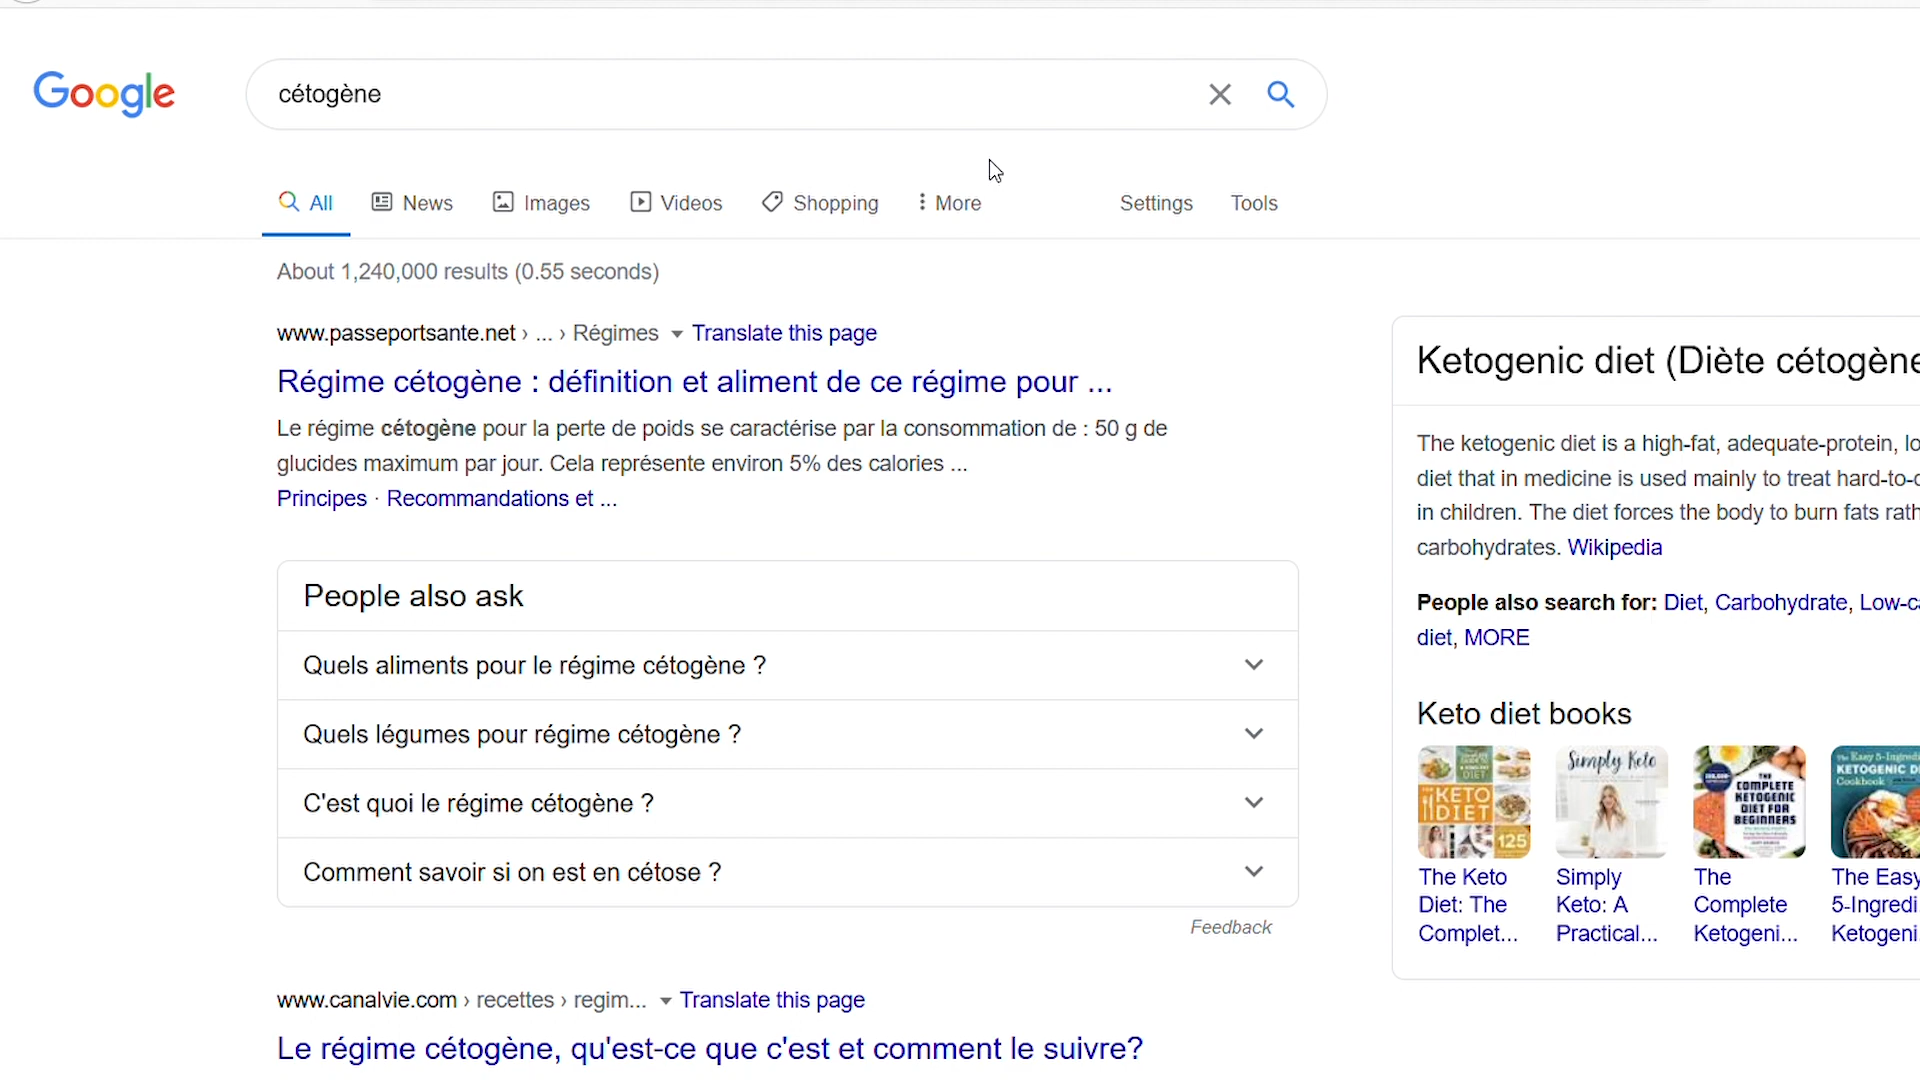 Google
cétogène
All News Images Videos Shopping More Settings Tools
About 1,240,000 results (0.55 seconds)
www.passeportsante.net › ... › Régimes Translate this page
Régime cétogène : définition et aliment de ce régime pour ...
Le régime cétogène pour la perte de poids se caractérise par la consommation de : 50 g de
glucides maximum par jour. Cela représente environ 5% des calories ...
Principes · Recommandations et ...
People also ask
Quels aliments pour le régime cétogène ?
Quels légumes pour régime cétogène ?
C'est quoi le régime cétogène ?
Comment savoir si on est en cétose ?
Feedback
www.canalvie.com › recettes › regim... Translate this page
Le régime cétogène, qu'est-ce que c'est et comment le suivre?
Ketogenic diet (Diète cétogène
The ketogenic diet is a high-fat, adequate-protein, lo
diet that in medicine is used mainly to treat hard-to-c
in children. The diet forces the body to burn fats rath
carbohydrates. Wikipedia
People also search for: Diet, Carbohydrate, Low-ca
diet, MORE
Keto diet books
KETO
DIET
125
Simply Keto
THE
COMPLETE
KETOGENIC
DIET FOR
BEGINNERS
The Easy 5-Ingredi
KETOGENIC DI
Cookbook
The Keto
Diet: The
Complet...
Simply
Keto: A
Practical...
The
Complete
Ketogeni...
The Easy
5-Ingredi
Ketogeni